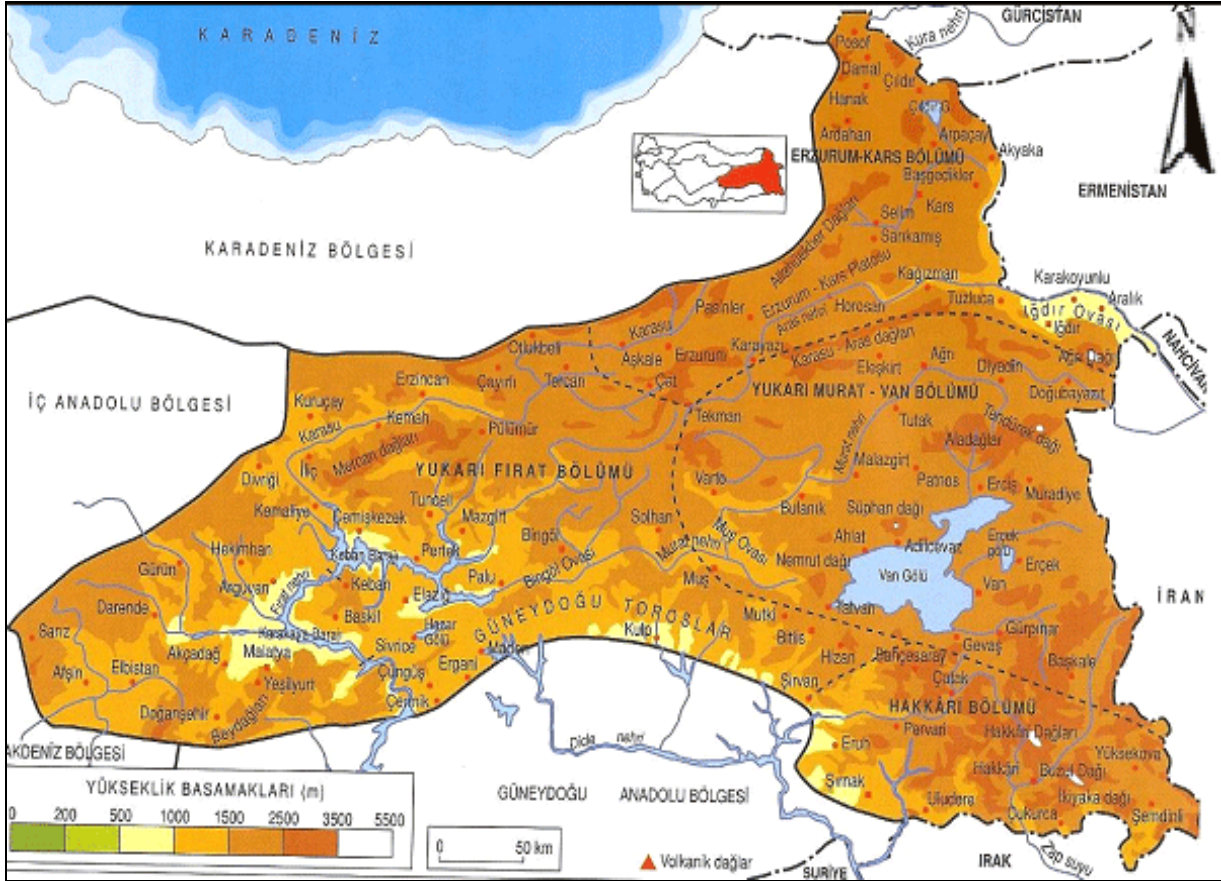 KARADENİZ
GÜRCİSTAN
N
Kura nehri
Posof
Damal
Çıldır
Hanak
Ardahan
Arpaçay
ERZURUM-KARS BÖLÜMÜ
Akyaka
Başgedikler
ERMENİSTAN
Kars
Selim
Sarıkamış
Allahuekber Dağları
KARADENİZ BÖLGESİ
Erzurum - Kars Platosu
Kağızman
Karakoyunlu
Aralık
Tuzluca
Iğdır Ovası
Iğdır
Pasinler
Horosan
Aras nehri
Karasu
Karayazı
Karasu - Aras dağları
NAHCİVAN
Otlukbeli
Aşkale
Erzurum
Ağrı
Ağrı Dağı
Eleşkirt
Diyadin
Doğubayazıt
Çat
Tercan
Çayırlı
Erzincan
İÇ ANADOLU BÖLGESİ
YUKARI MURAT - VAN BÖLÜMÜ
Kuruçay
Kemah
Karasu
Pülümür
Tekman
Tutak
Tendürek dağı
Aladağlar
Murat nehri
Mercan dağları
YUKARI FIRAT BÖLÜMÜ
İliç
Divriği
Malazgirt
Patnos
Erciş
Muradiye
Varto
Kemaliye
Tunceli
Çemişkezek
Mazgirt
Bulanık
Süphan dağı
Solhan
Bingöl
Muş Ovası
Murat nehri
Ahlat
Adilcevaz
Erçek gölü
Hekimhan
Gürün
Keban Barajı
Pertek
Nemrut dağı
Van Gölü
Erçek
Van
Arguvan
Keban
Palu
Bingöl Ovası
Muş
Fırat nehri
Elazığ
Darende
Baskil
GÜNEYDOĞU TOROSLAR
Mutki
Tatvan
İRAN
Sarız
Karakaya Barajı
Hazar Gölü
Kulp
Bitlis
Gürpınar
Sivrice
Maden
Akçadağ
Malatya
Hizan
Bahçesaray
Gevaş
Başkale
Afşin
Elbistan
Çüngüş
Ergani
Yeşilyurt
Şirvan
Çatak
Çermik
Doğanşehir
Beydağları
HAKKÂRİ BÖLÜMÜ
Pervari
Hakkâri Dağları
AKDENİZ BÖLGESİ
Dicle nehri
Eruh
Yüksekova
Hakkâri
Buzul Dağı
Şırnak
YÜKSEKLİK BASAMAKLARI (m)
0 200 500 1000 1500 2500 3500 5500
GÜNEYDOĞU ANADOLU BÖLGESİ
Uludere
Çukurca
İkiyaka dağı
Şemdinli
0 50 km
Volkanik dağlar
SURİYE
IRAK
Zap suyu